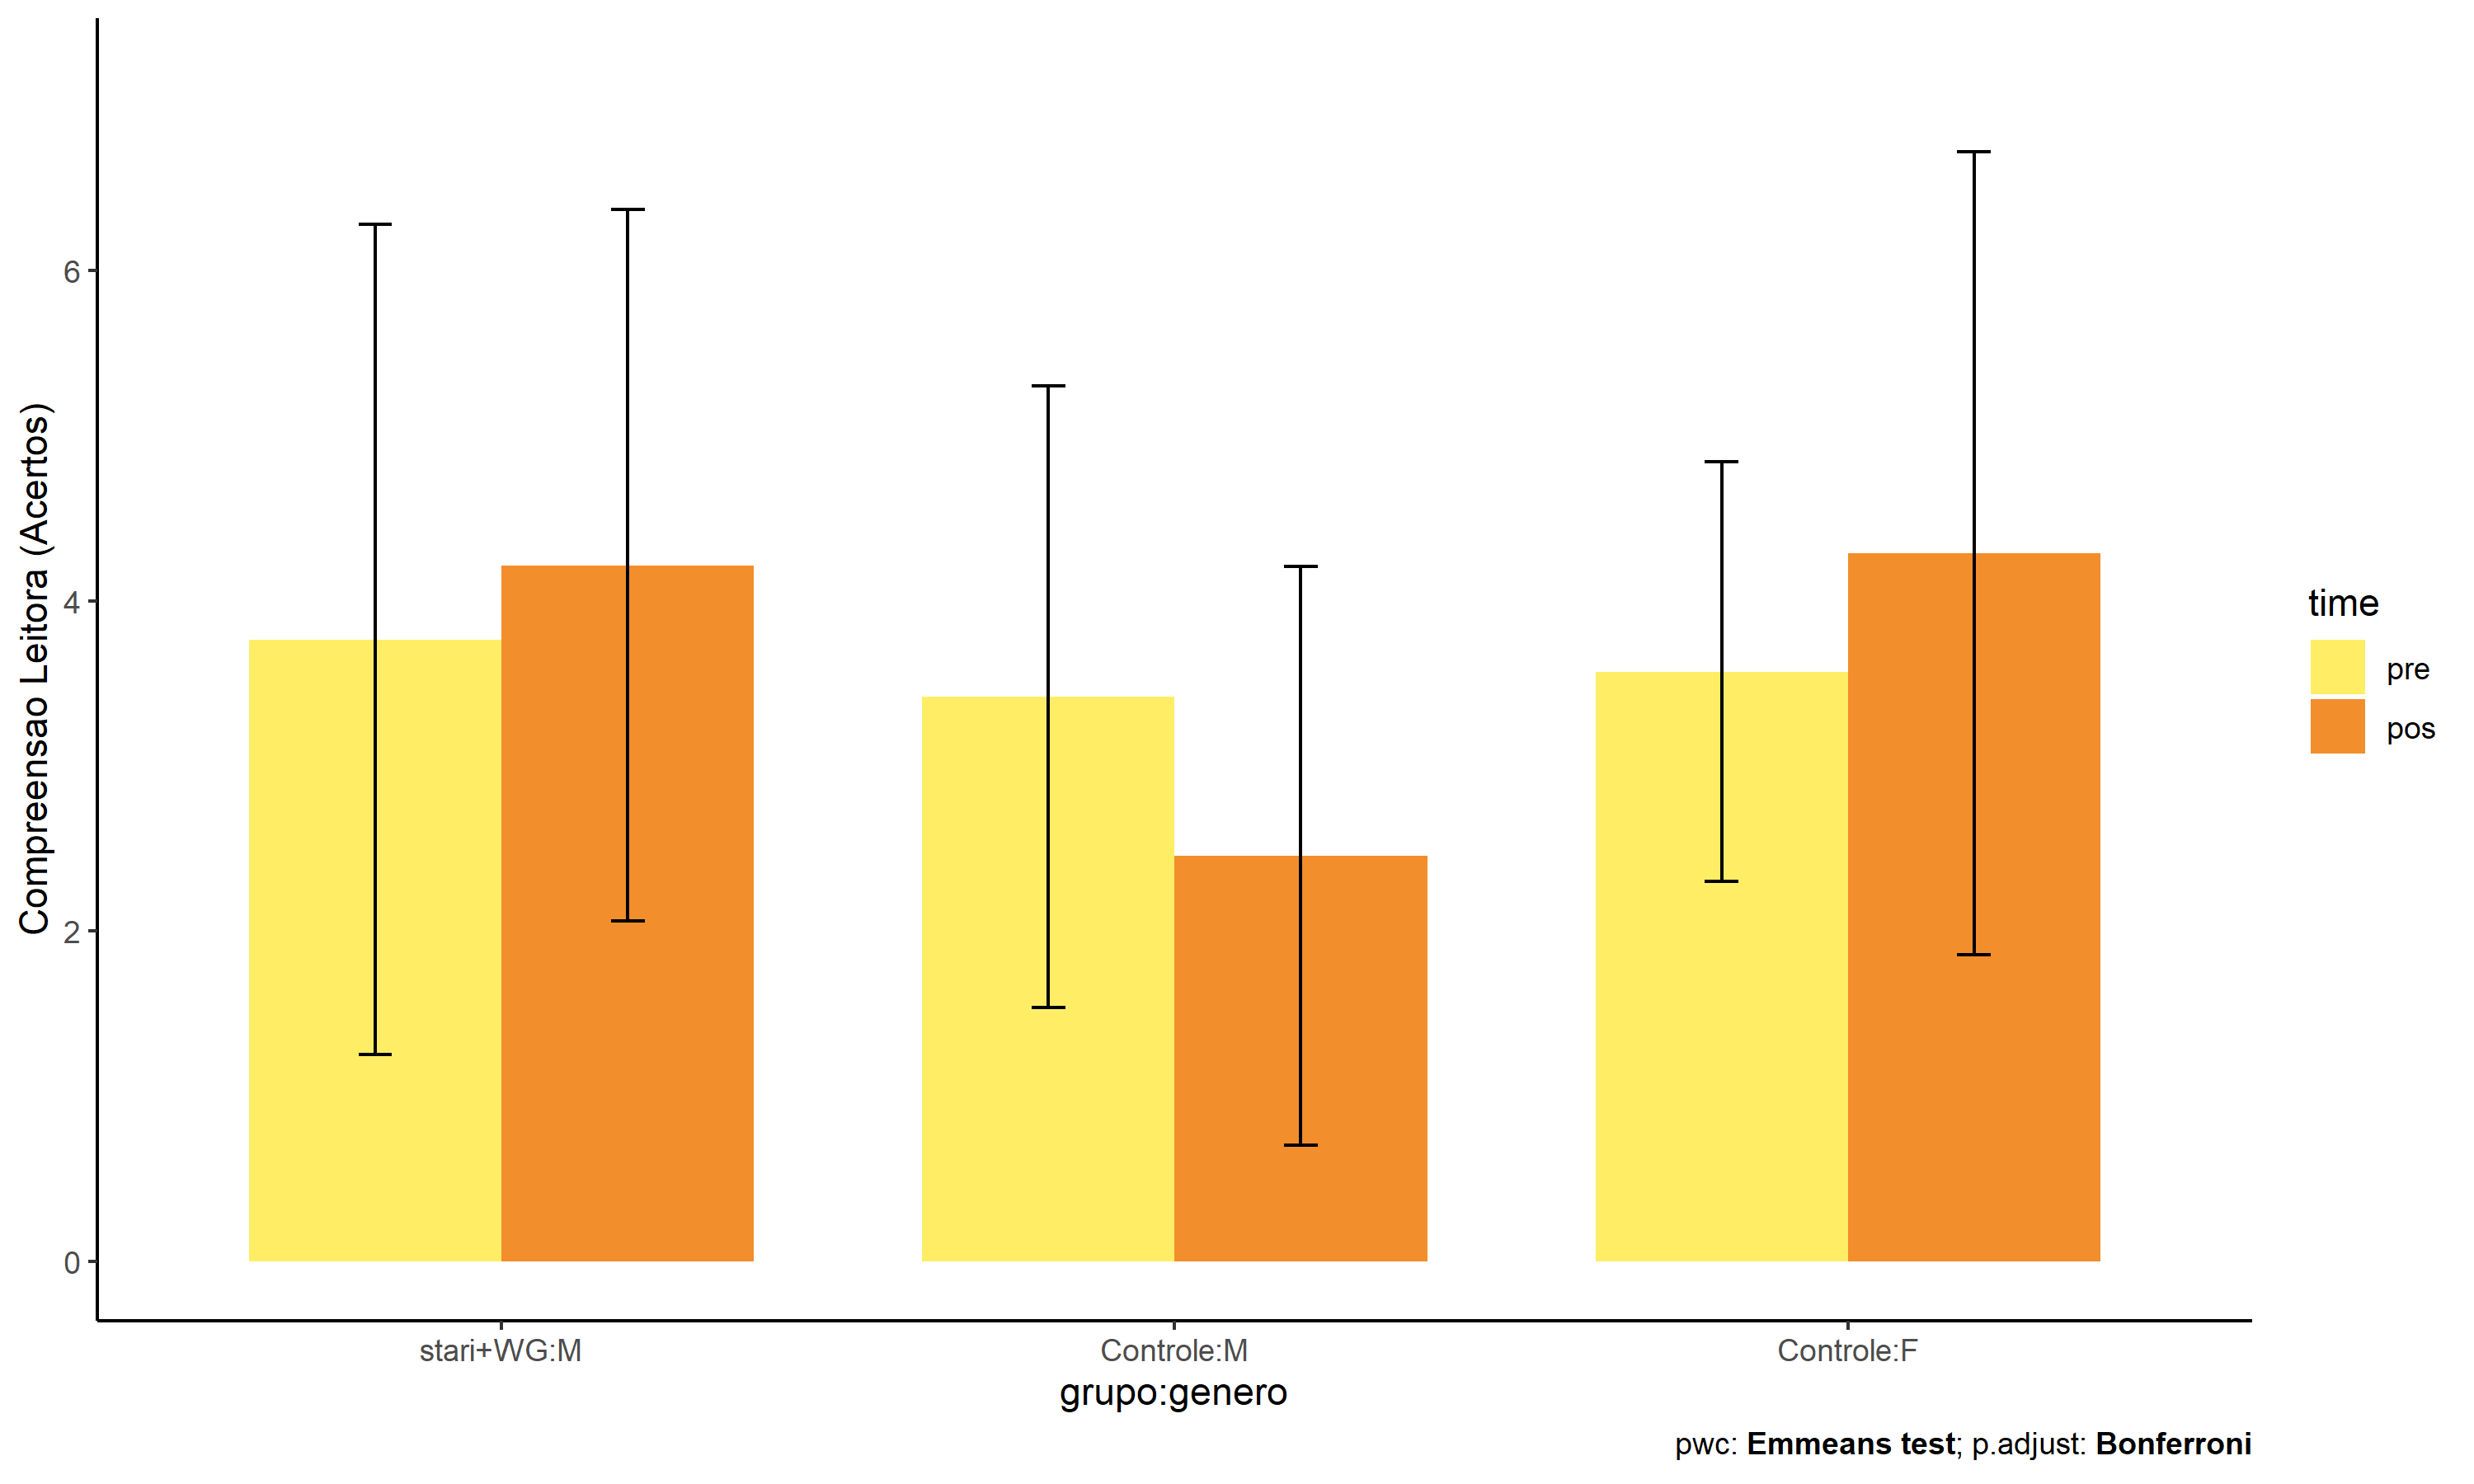 Compreensao Leitora (Acertos)
6
4
2
0
stari+WG:M
Controle:M
Controle:F
grupo:genero
time
pre
pos
pwc: Emmeans test; p.adjust: Bonferroni